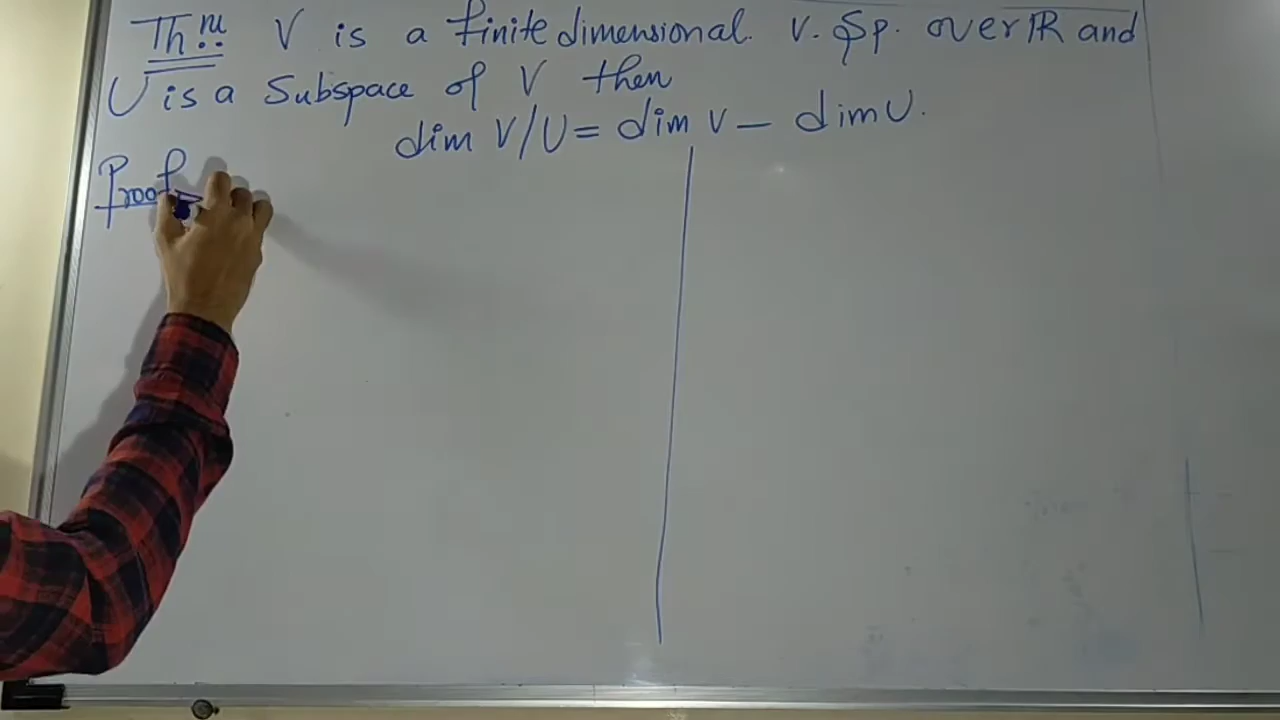 Thm: V is a finite dimensional. V. Sp. over ℝ and
U is a Subspace of V then
dim V/U = dim V - dim U.
Proof